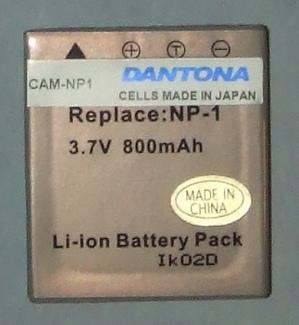 + T -
CAM-NP1
DANTONA
CELLS MADE IN JAPAN
Replace:NP-1
3.7V 800mAh
MADE IN
CHINA
Li-ion Battery Pack
Ik02D